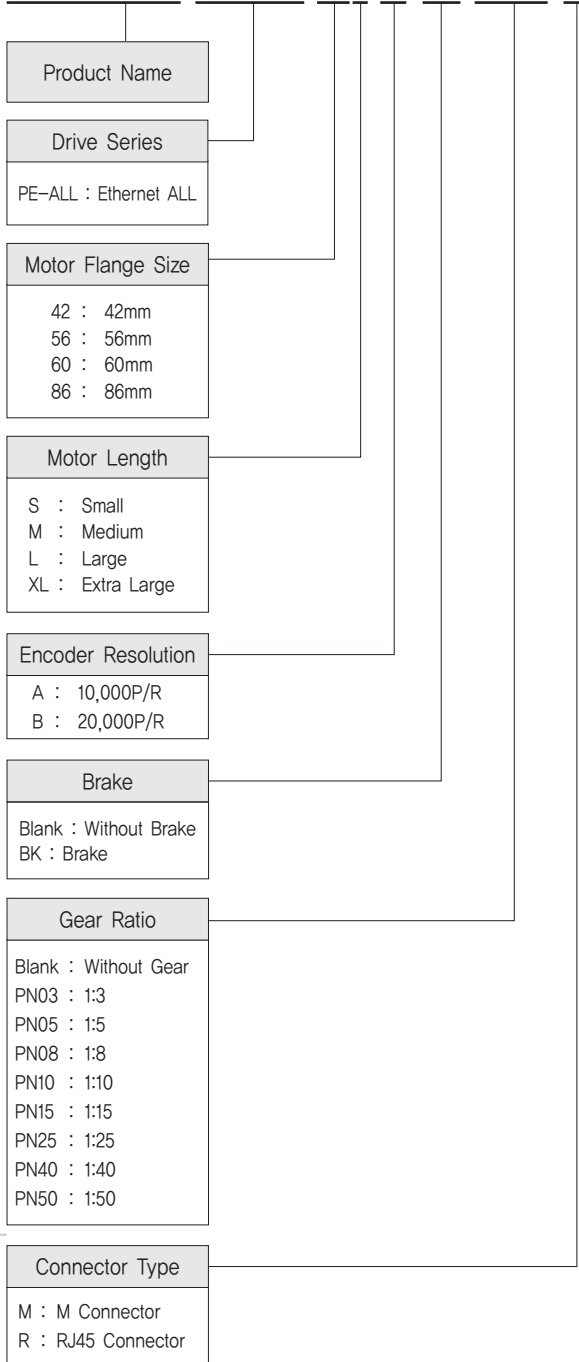 Product Name
Drive Series
PE-ALL : Ethernet ALL
Motor Flange Size
42 : 42mm
56 : 56mm
60 : 60mm
86 : 86mm
Motor Length
S : Small
M : Medium
L : Large
XL : Extra Large
Encoder Resolution
A : 10,000P/R
B : 20,000P/R
Brake
Blank : Without Brake
BK : Brake
Gear Ratio
Blank : Without Gear
PN03 : 1:3
PN05 : 1:5
PN08 : 1:8
PN10 : 1:10
PN15 : 1:15
PN25 : 1:25
PN40 : 1:40
PN50 : 1:50
Connector Type
M : M Connector
R : RJ45 Connector